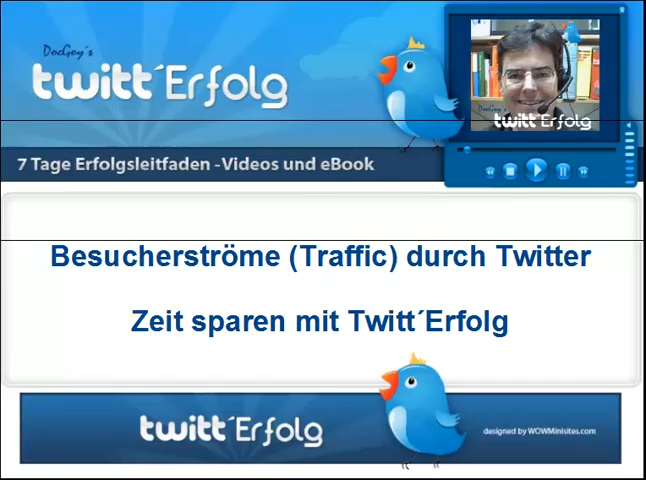 DocGoy´s
twitt´Erfolg
DocGoy´s
twitt´Erfolg
7 Tage Erfolgsleitfaden -Videos und eBook
Besucherströme (Traffic) durch Twitter
Zeit sparen mit Twitt´Erfolg
twitt´Erfolg
designed by WOWMinisites.com